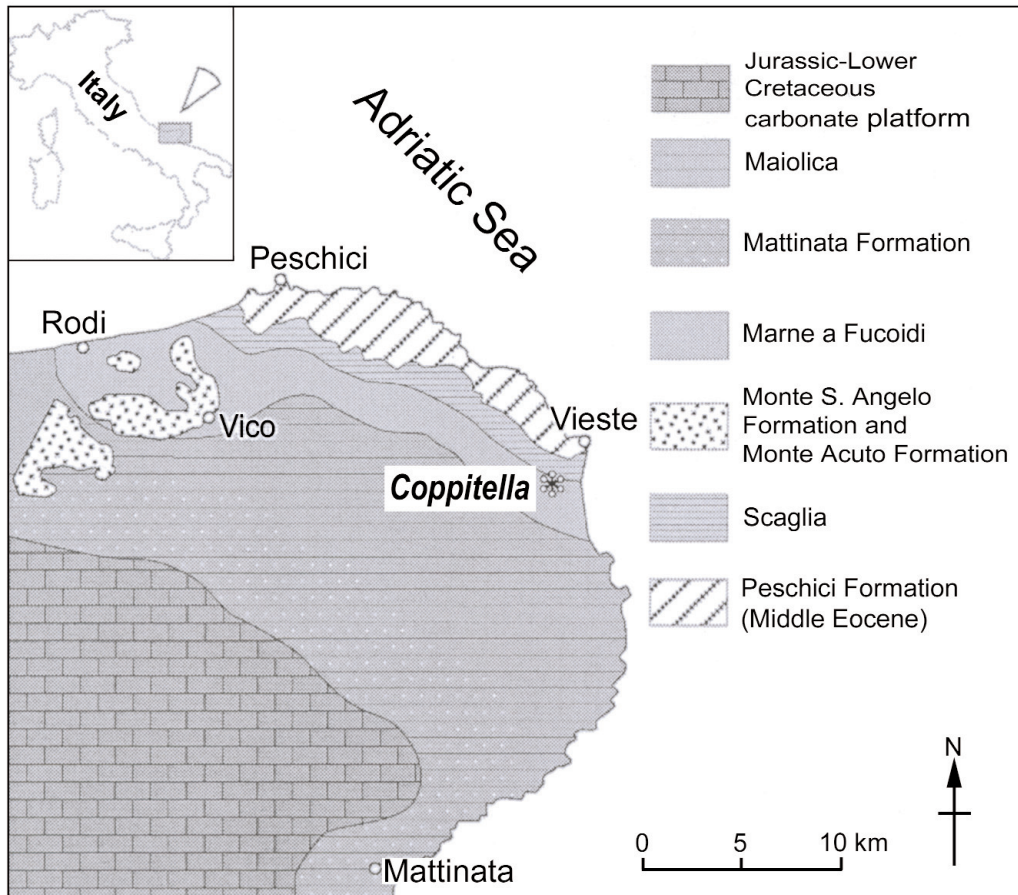 Italy
Adriatic Sea
Peschici
Rodi
Vico
Vieste
Coppitella
Mattinata
Jurassic-Lower
Cretaceous
carbonate platform
Maiolica
Mattinata Formation
Marne a Fucoidi
Monte S. Angelo
Formation and
Monte Acuto Formation
Scaglia
Peschici Formation
(Middle Eocene)
N
0 5 10 km